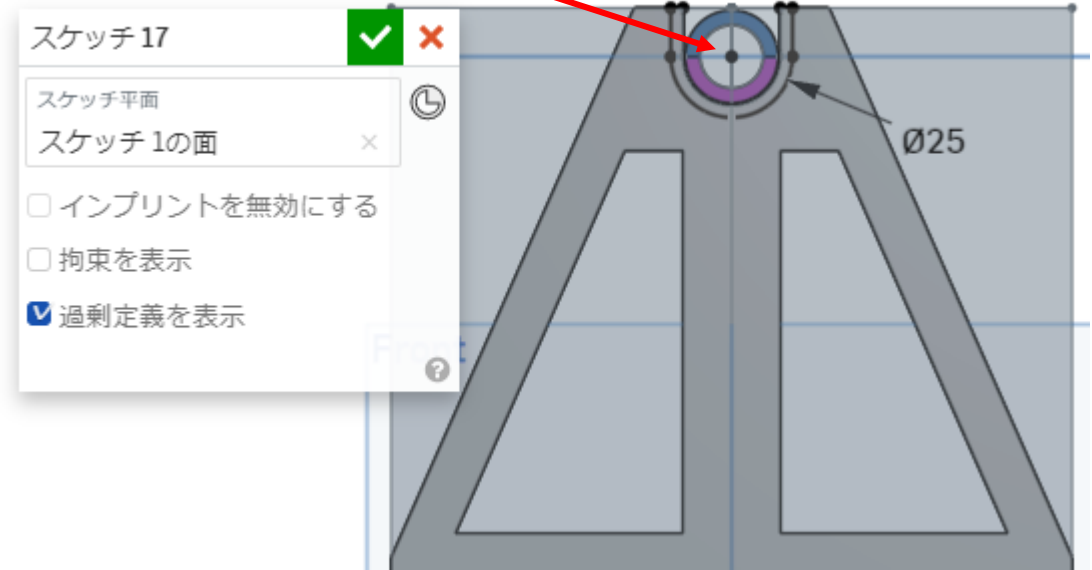 スケッチ 17
スケッチ平面
スケッチ 1の面
インプリントを無効にする
拘束を表示
過剰定義を表示
Front
Ø25